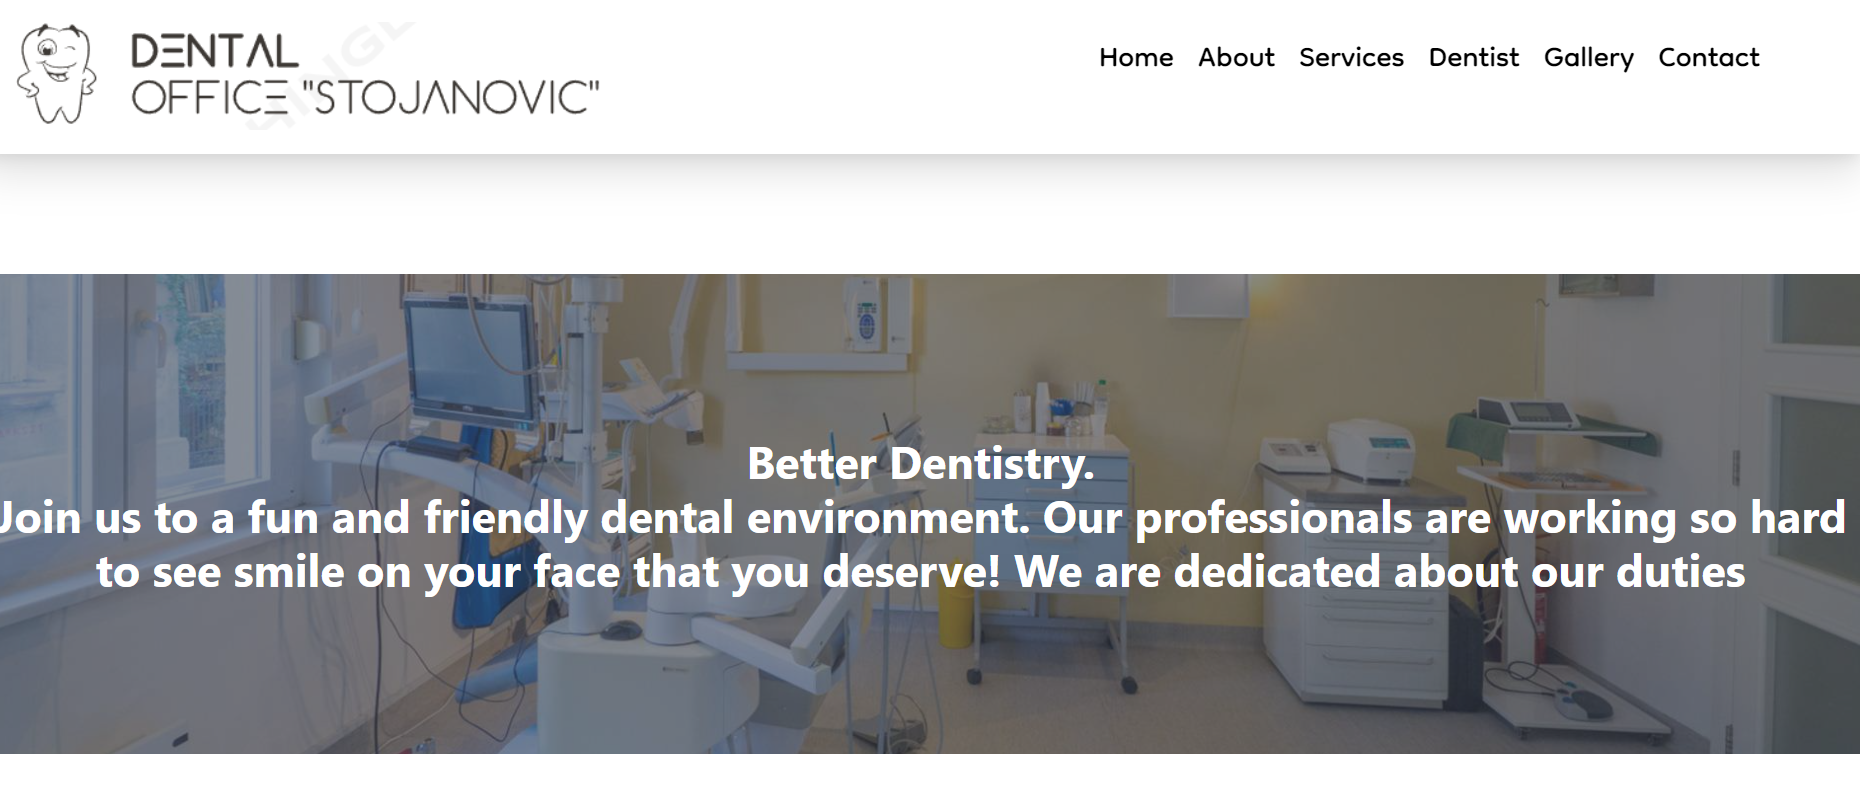 DENTAL
OFFICE "STOJANOVIC"
Home About Services Dentist Gallery Contact
Better Dentistry.
Join us to a fun and friendly dental environment. Our professionals are working so hard
to see smile on your face that you deserve! We are dedicated about our duties